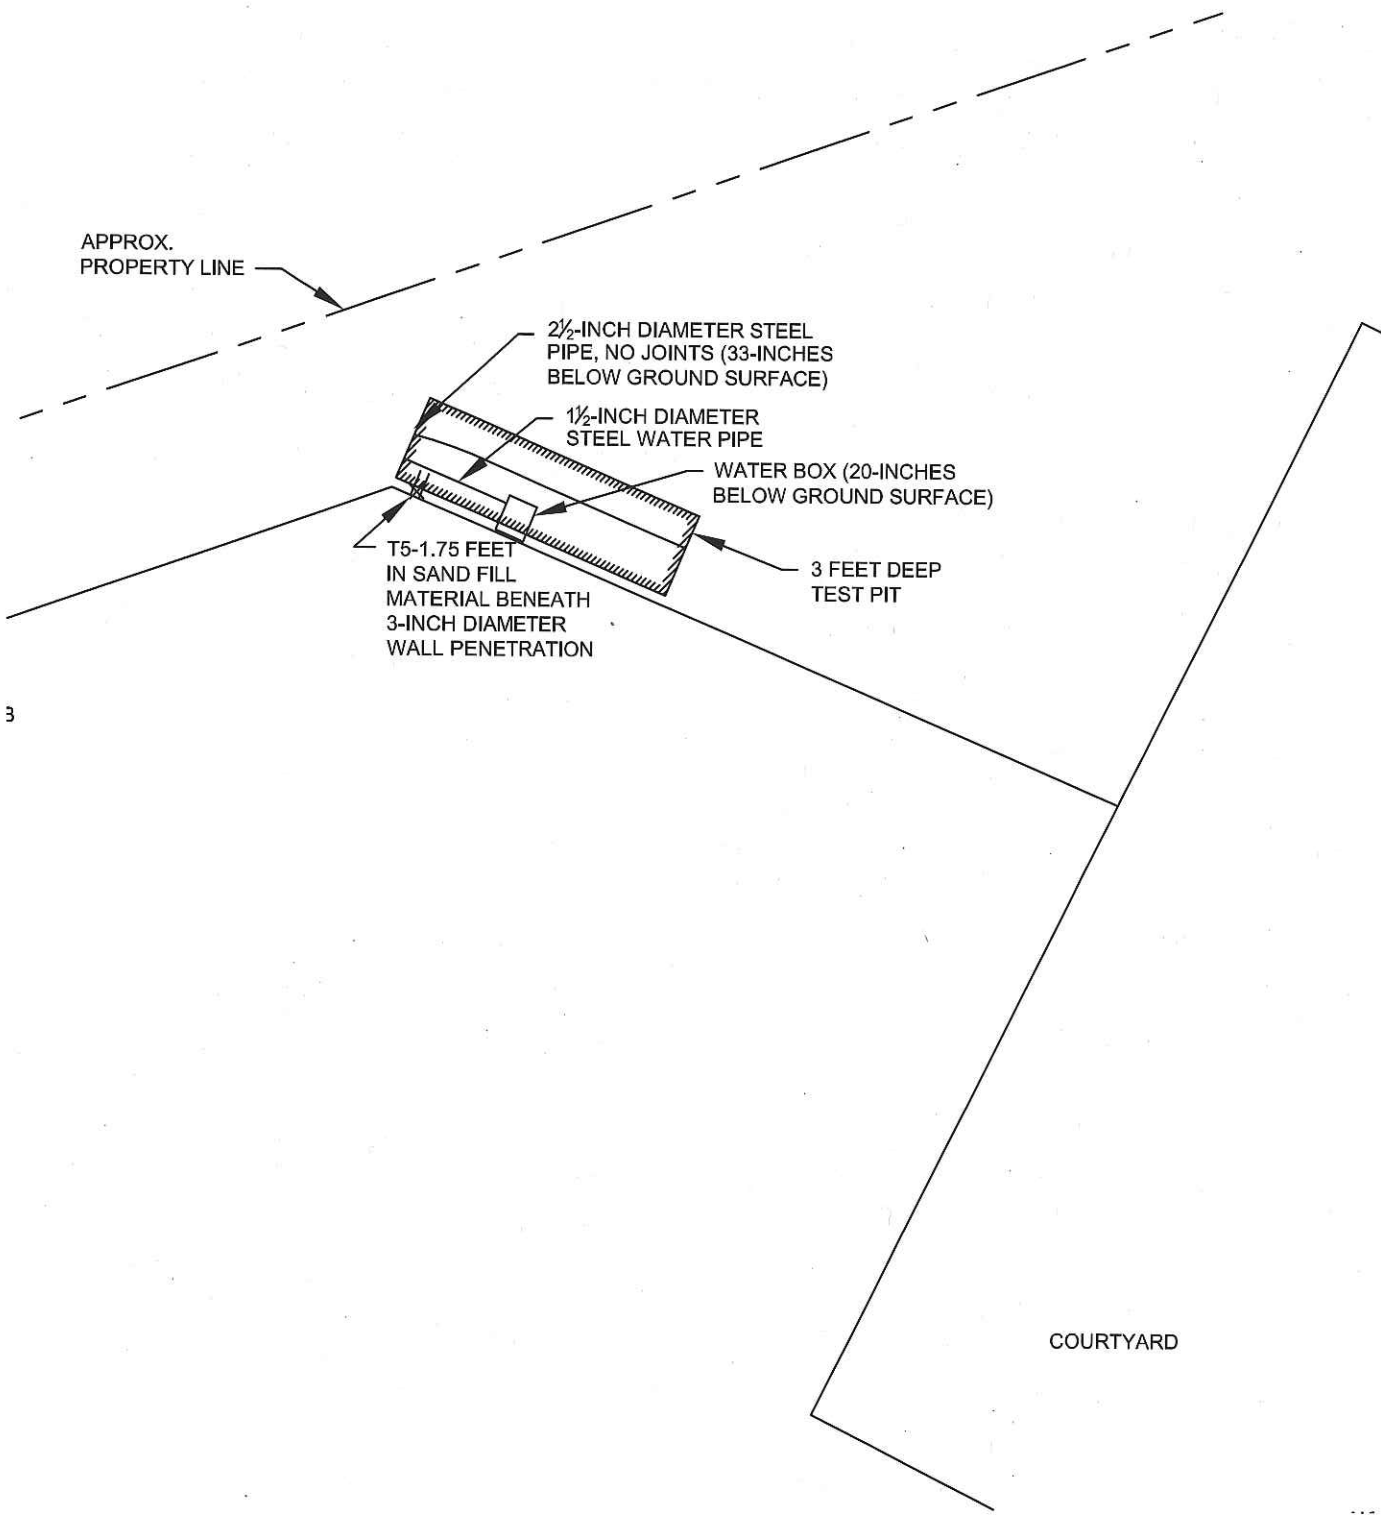 APPROX.
PROPERTY LINE
2½-INCH DIAMETER STEEL
PIPE, NO JOINTS (33-INCHES
BELOW GROUND SURFACE)
1½-INCH DIAMETER
STEEL WATER PIPE
WATER BOX (20-INCHES
BELOW GROUND SURFACE)
T5-1.75 FEET
IN SAND FILL
MATERIAL BENEATH
3-INCH DIAMETER
WALL PENETRATION
3 FEET DEEP
TEST PIT
COURTYARD